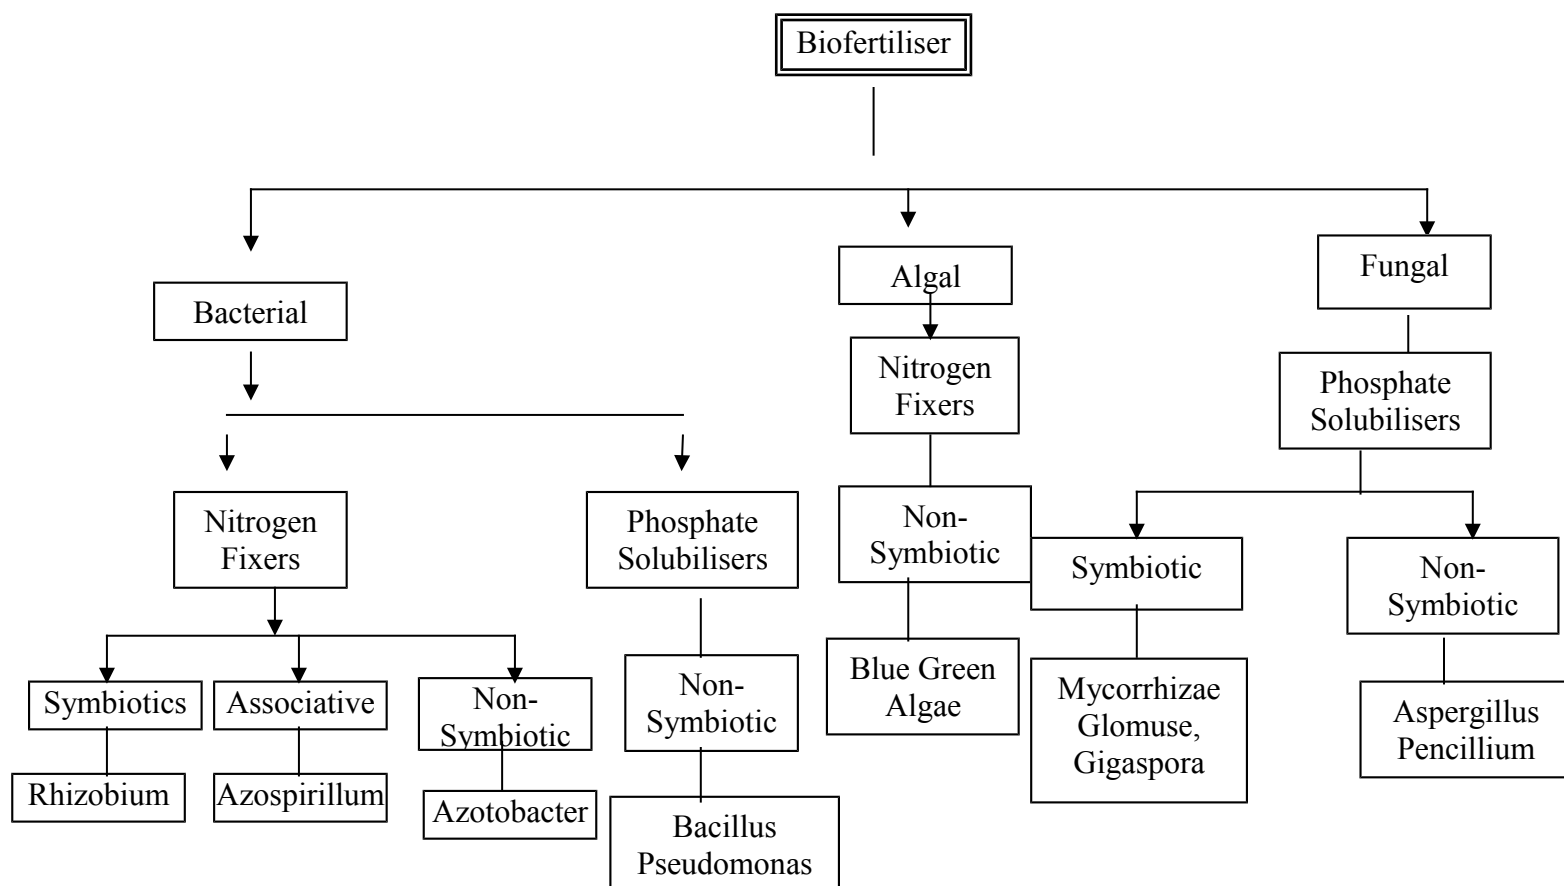 Biofertiliser
Bacterial
Algal
Fungal
Nitrogen
Fixers
Phosphate
Solubilisers
Nitrogen
Fixers
Phosphate
Solubilisers
Non-
Symbiotic
Symbiotic
Non-
Symbiotic
Symbiotics
Associative
Non-
Symbiotic
Non-
Symbiotic
Blue Green
Algae
Mycorrhizae
Glomuse,
Gigaspora
Aspergillus
Pencillium
Rhizobium
Azospirillum
Azotobacter
Bacillus
Pseudomonas